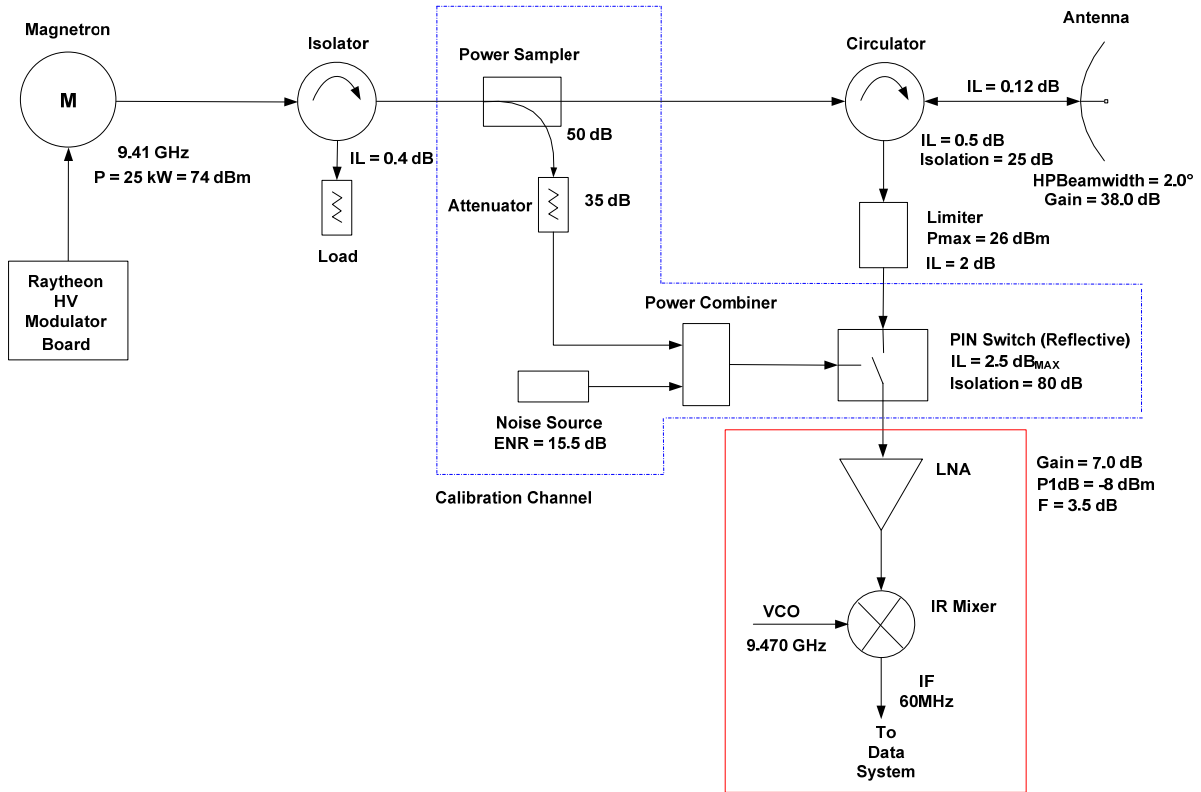 Magnetron
M
9.41 GHz
P = 25 kW = 74 dBm
Raytheon
HV
Modulator
Board
Isolator
IL = 0.4 dB
Load
Power Sampler
50 dB
Attenuator
35 dB
Circulator
IL = 0.5 dB
Isolation = 25 dB
Antenna
IL = 0.12 dB
HPBeamwidth = 2.0°
Gain = 38.0 dB
Limiter
Pmax = 26 dBm
IL = 2 dB
Power Combiner
PIN Switch (Reflective)
IL = 2.5 dBMAX
Isolation = 80 dB
Noise Source
ENR = 15.5 dB
Calibration Channel
LNA
Gain = 7.0 dB
P1dB = -8 dBm
F = 3.5 dB
VCO
9.470 GHz
IR Mixer
IF
60MHz
To
Data
System